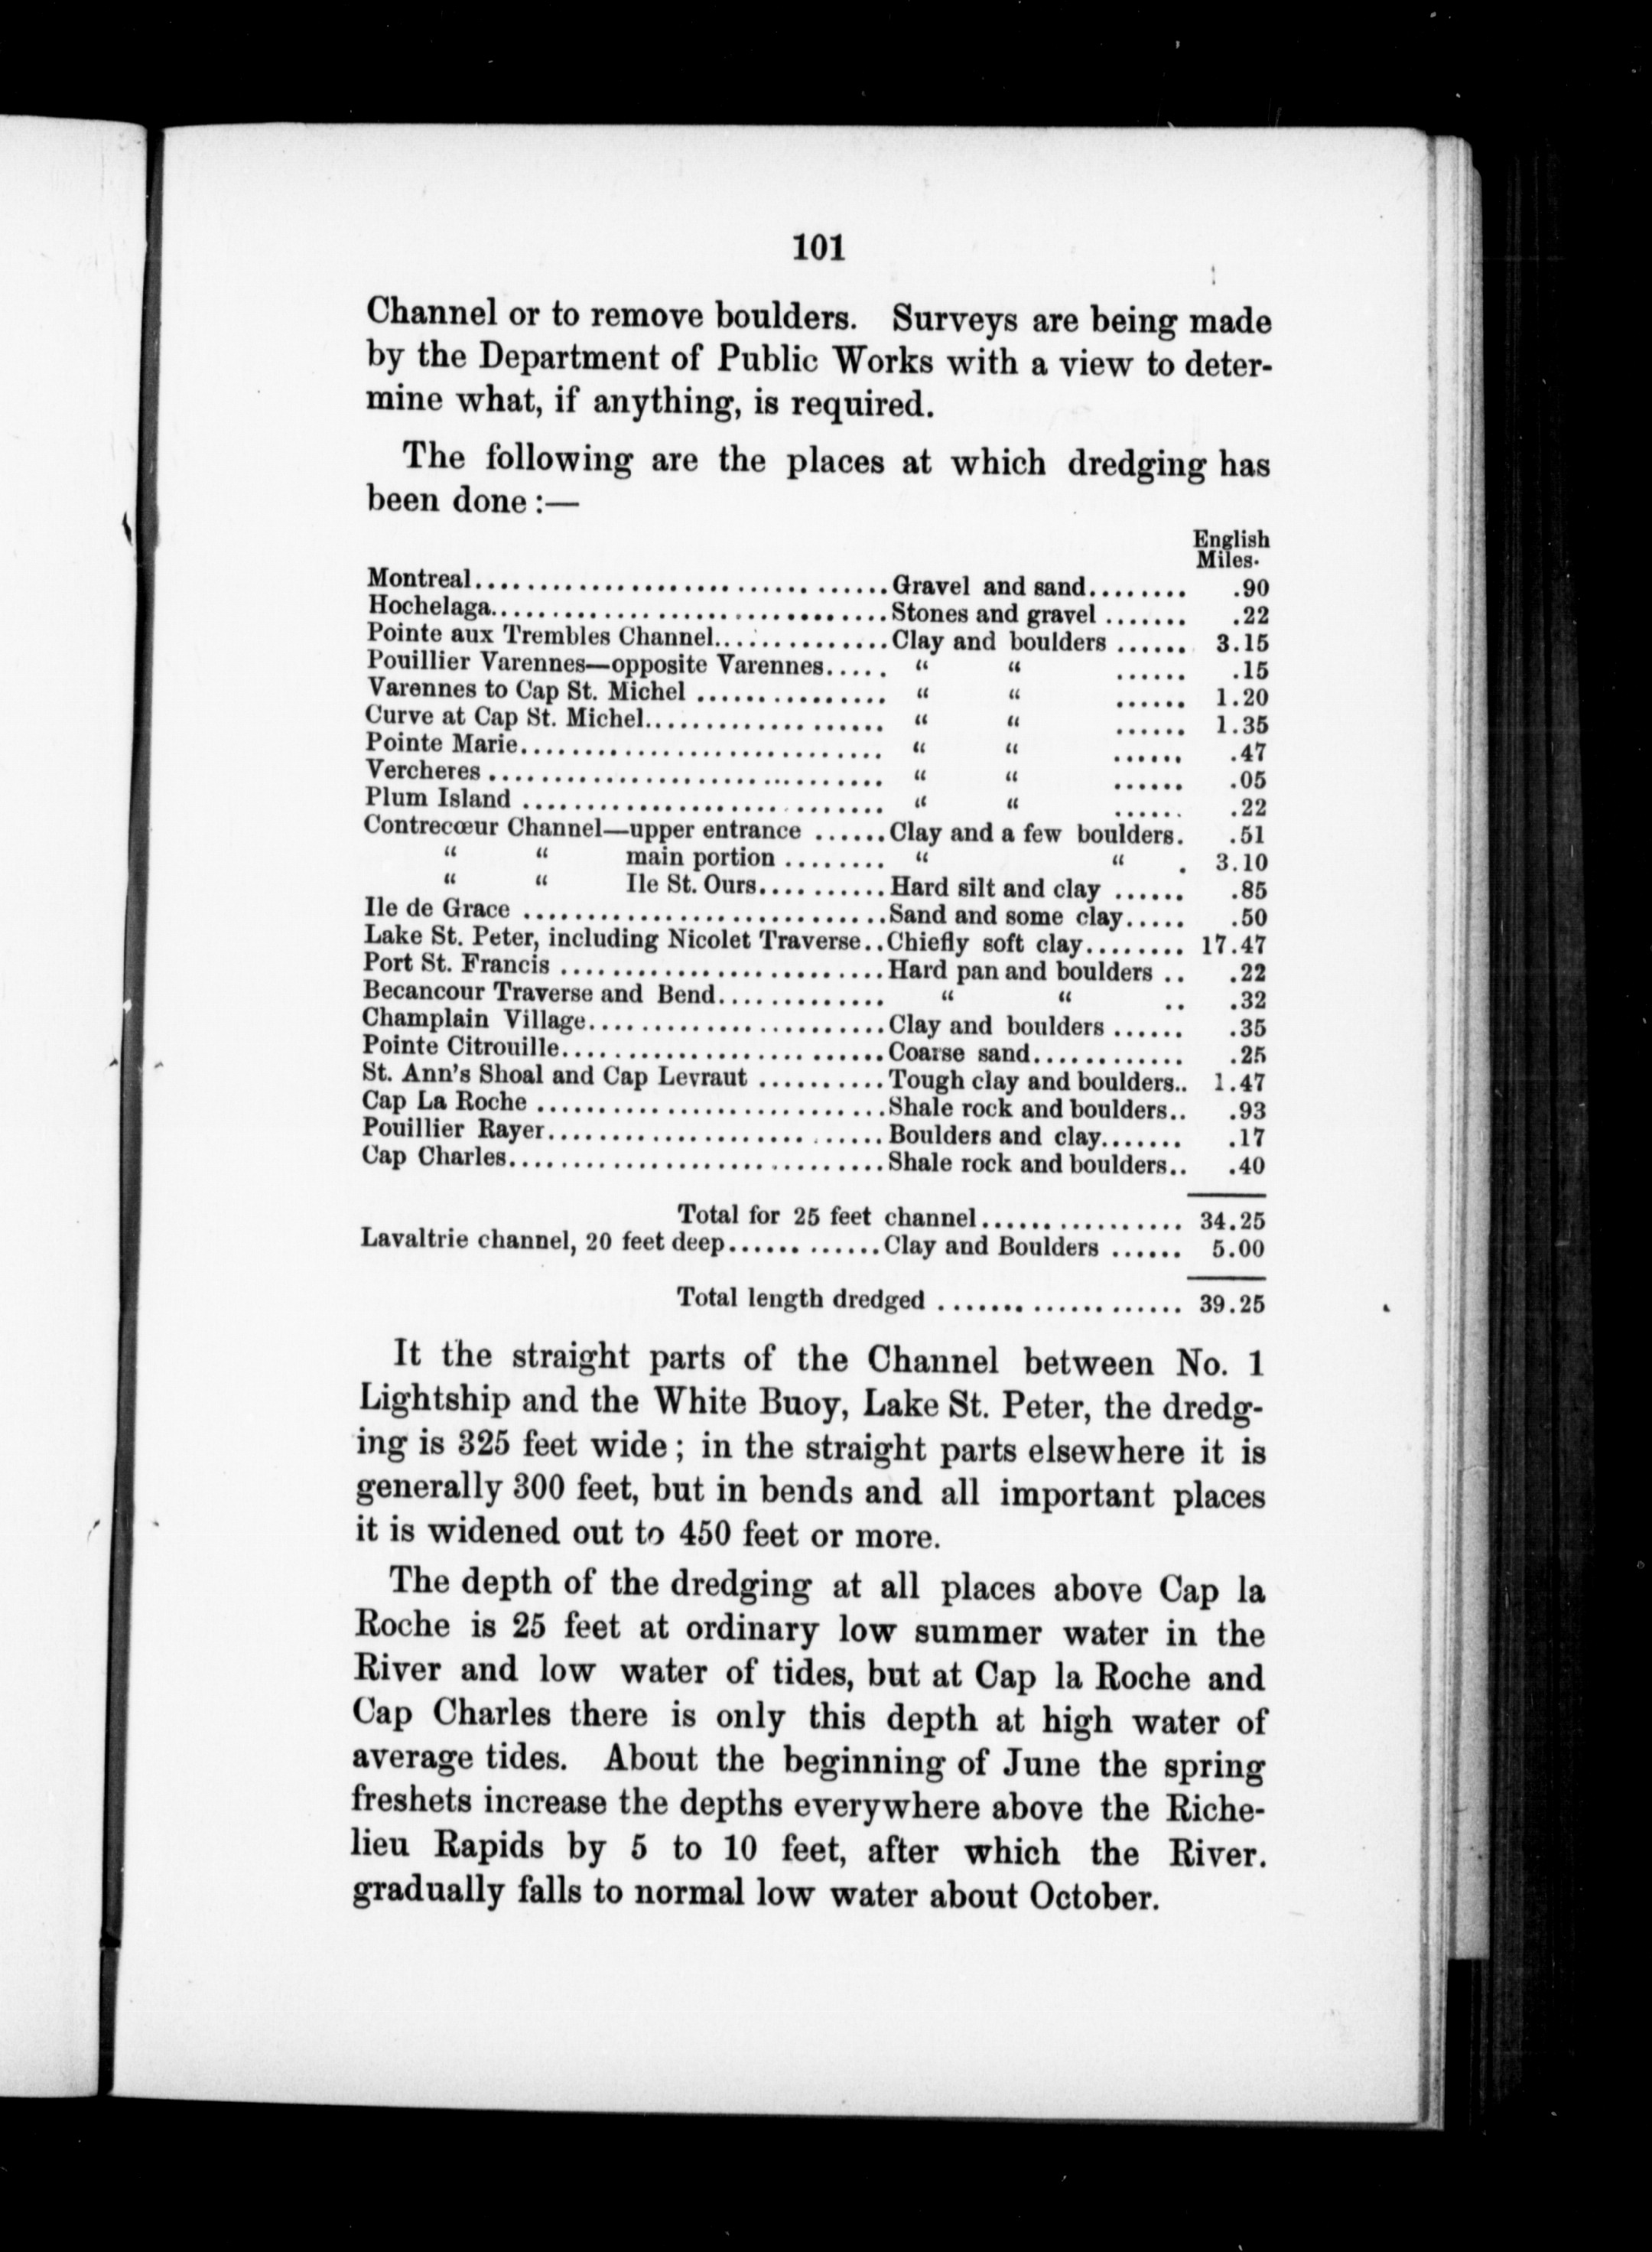 101
Channel or to remove boulders. Surveys are being made
by the Department of Public Works with a view to deter-
mine what, if anything, is required.
The following are the places at which dredging has
been done :—
English
Miles.
Montreal................................Gravel and sand........ .90
Hochelaga...............................Stones and gravel ....... .22
Pointe aux Trembles Channel..............Clay and boulders ...... 3.15
Pouillier Varennes—opposite Varennes..... “ “ ...... .15
Varennes to Cap St. Michel ............... “ “ ...... 1.20
Curve at Cap St. Michel................... “ “ ...... 1.35
Pointe Marie............................ “ “ ...... .47
Vercheres .............................. “ “ ...... .05
Plum Island ............................ “ “ ...... .22
Contrecœur Channel—upper entrance ......Clay and a few boulders. .51
“ “ main portion ........ “ “ . 3.10
“ “ Ile St. Ours..........Hard silt and clay ...... .85
Ile de Grace ............................Sand and some clay..... .50
Lake St. Peter, including Nicolet Traverse..Chiefly soft clay........ 17.47
Port St. Francis .........................Hard pan and boulders .. .22
Becancour Traverse and Bend............. “ “ .. .32
Champlain Village.......................Clay and boulders ...... .35
Pointe Citrouille.........................Coarse sand............ .25
St. Ann's Shoal and Cap Levraut ..........Tough clay and boulders.. 1.47
Cap La Roche ...........................Shale rock and boulders.. .93
Pouillier Rayer..........................Boulders and clay....... .17
Cap Charles.............................Shale rock and boulders.. .40
Total for 25 feet channel................ 34.25
Lavaltrie channel, 20 feet deep............Clay and Boulders ...... 5.00
Total length dredged ................... 39.25
It the straight parts of the Channel between No. 1
Lightship and the White Buoy, Lake St. Peter, the dredg-
ing is 325 feet wide ; in the straight parts elsewhere it is
generally 300 feet, but in bends and all important places
it is widened out to 450 feet or more.
The depth of the dredging at all places above Cap la
Roche is 25 feet at ordinary low summer water in the
River and low water of tides, but at Cap la Roche and
Cap Charles there is only this depth at high water of
average tides. About the beginning of June the spring
freshets increase the depths everywhere above the Riche-
lieu Rapids by 5 to 10 feet, after which the River.
gradually falls to normal low water about October.